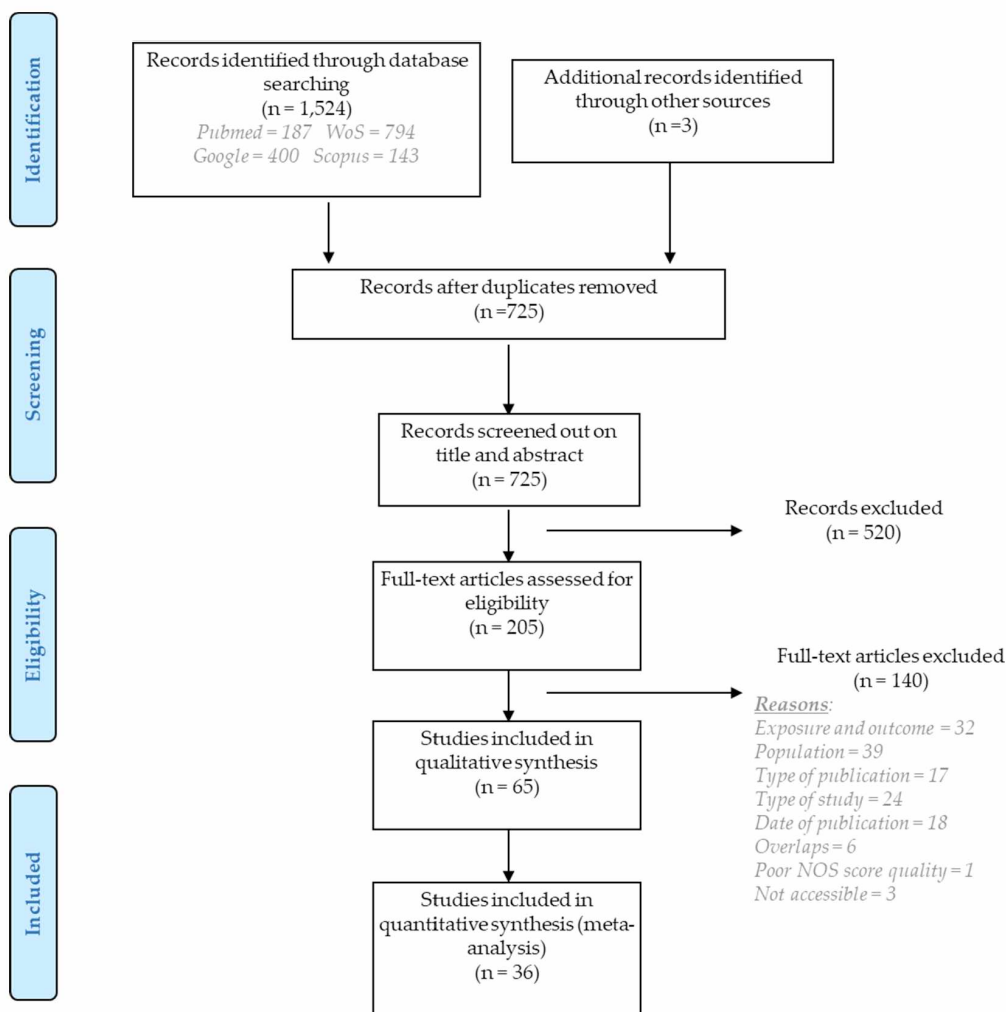 Identification
Records identified through database
searching
(n = 1,524)
Pubmed = 187 WoS = 794
Google = 400 Scopus = 143
Additional records identified
through other sources
(n =3)
Screening
Records after duplicates removed
(n =725)
Records screened out on
title and abstract
(n = 725)
Records excluded
(n = 520)
Eligibility
Full-text articles assessed for
eligibility
(n = 205)
Full-text articles excluded
(n = 140)
Reasons:
Exposure and outcome = 32
Population = 39
Type of publication = 17
Type of study = 24
Date of publication = 18
Overlaps = 6
Poor NOS score quality = 1
Not accessible = 3
Studies included in
qualitative synthesis
(n = 65)
Included
Studies included in
quantitative synthesis (meta-
analysis)
(n = 36)